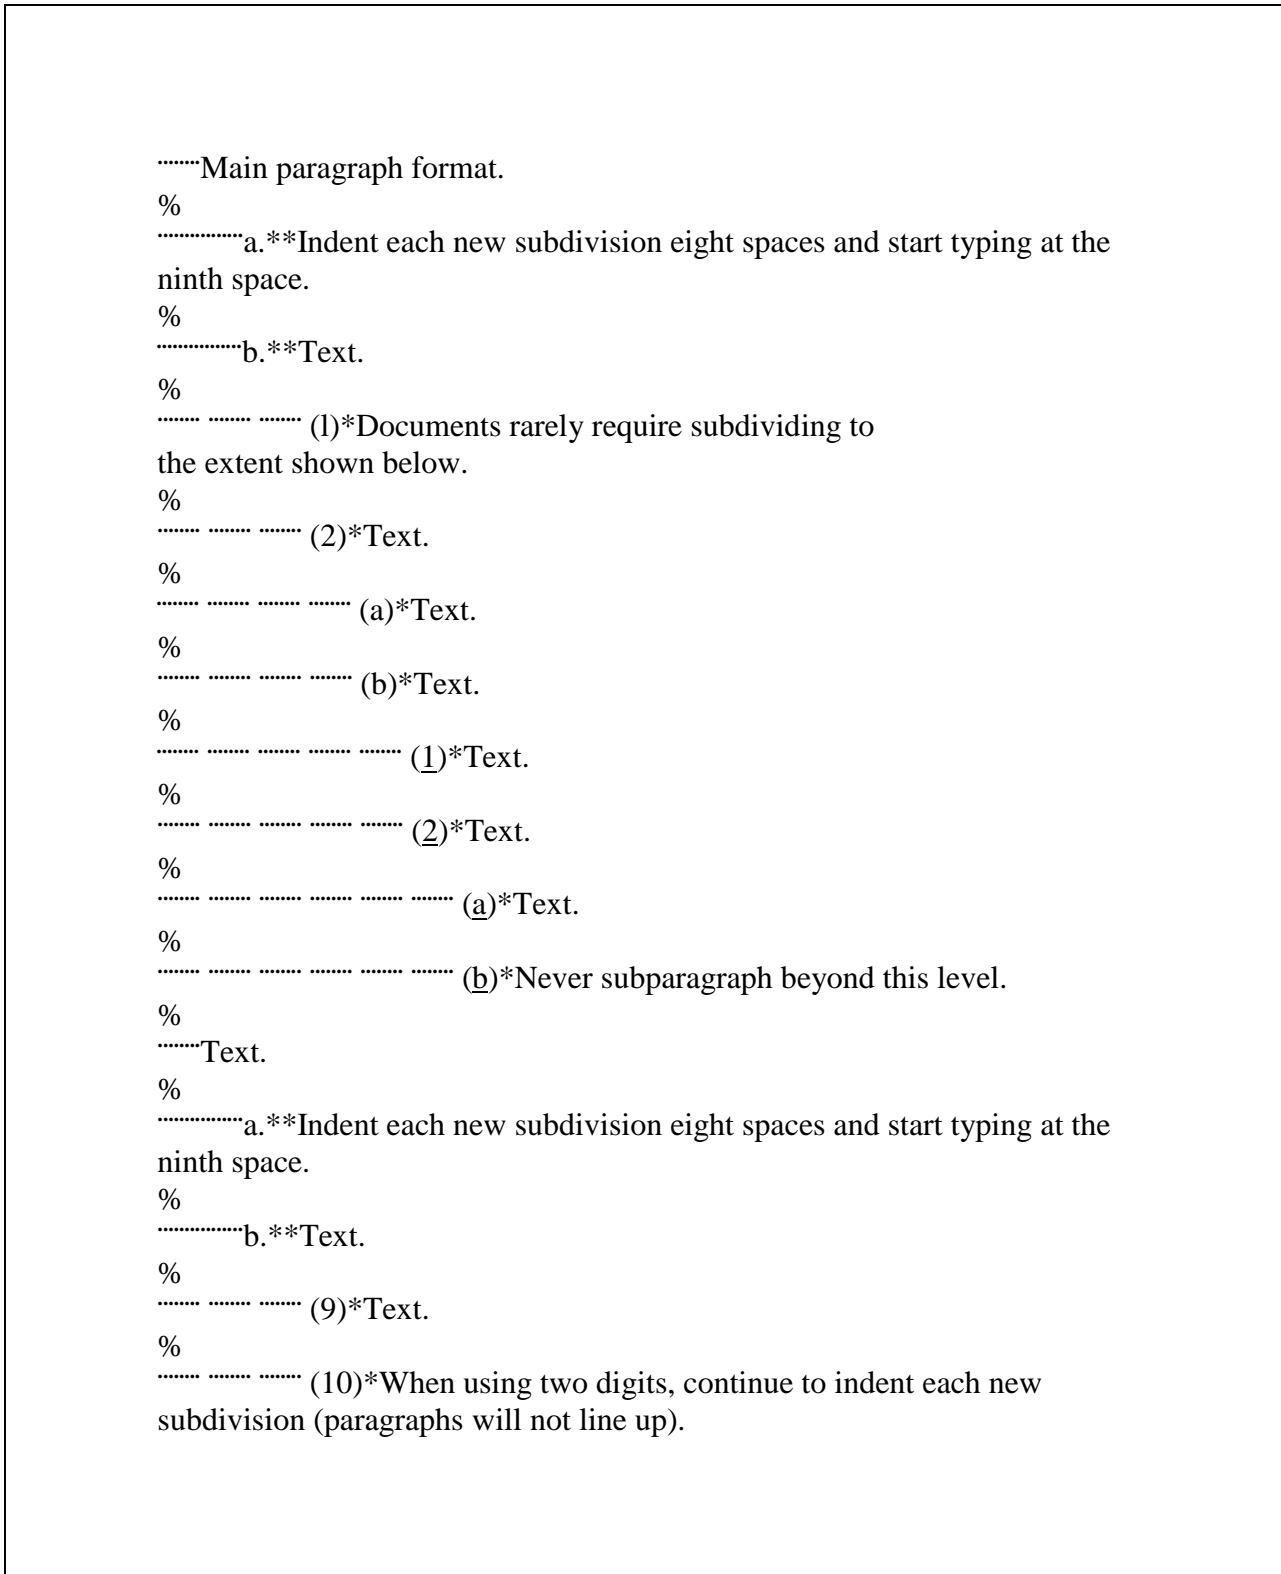 ········Main paragraph format.
%
················a.**Indent each new subdivision eight spaces and start typing at the
ninth space.
%
················b.**Text.
%
········ ········ ········ (l)*Documents rarely require subdividing to
the extent shown below.
%
········ ········ ········ (2)*Text.
%
········ ········ ········ ········ (a)*Text.
%
········ ········ ········ ········ (b)*Text.
%
········ ········ ········ ········ ········ (1)*Text.
%
········ ········ ········ ········ ········ (2)*Text.
%
········ ········ ········ ········ ········ ········ (a)*Text.
%
········ ········ ········ ········ ········ ········ (b)*Never subparagraph beyond this level.
%
········Text.
%
················a.**Indent each new subdivision eight spaces and start typing at the
ninth space.
%
················b.**Text.
%
········ ········ ········ (9)*Text.
%
········ ········ ········ (10)*When using two digits, continue to indent each new
subdivision (paragraphs will not line up).